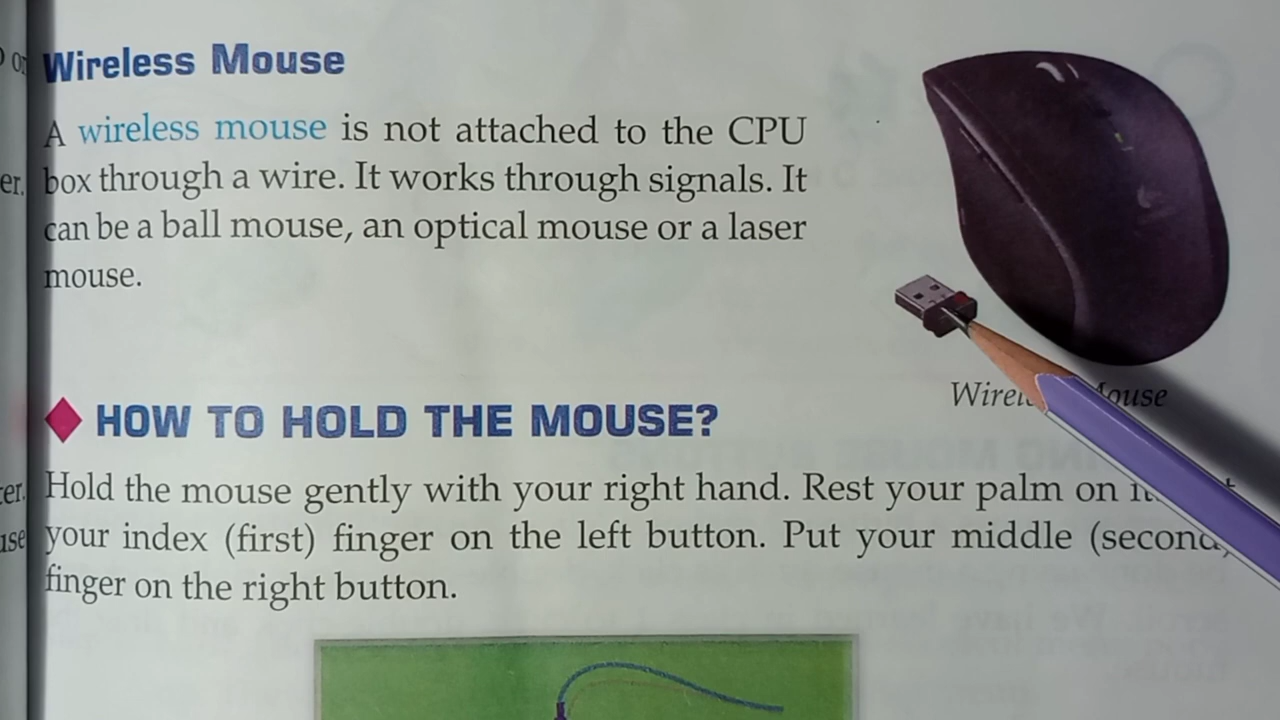 Wireless Mouse
A wireless mouse is not attached to the CPU
box through a wire. It works through signals. It
can be a ball mouse, an optical mouse or a laser
mouse.
HOW TO HOLD THE MOUSE?
Hold the mouse gently with your right hand. Rest your palm on
your index (first) finger on the left button. Put your middle (second)
finger on the right button.